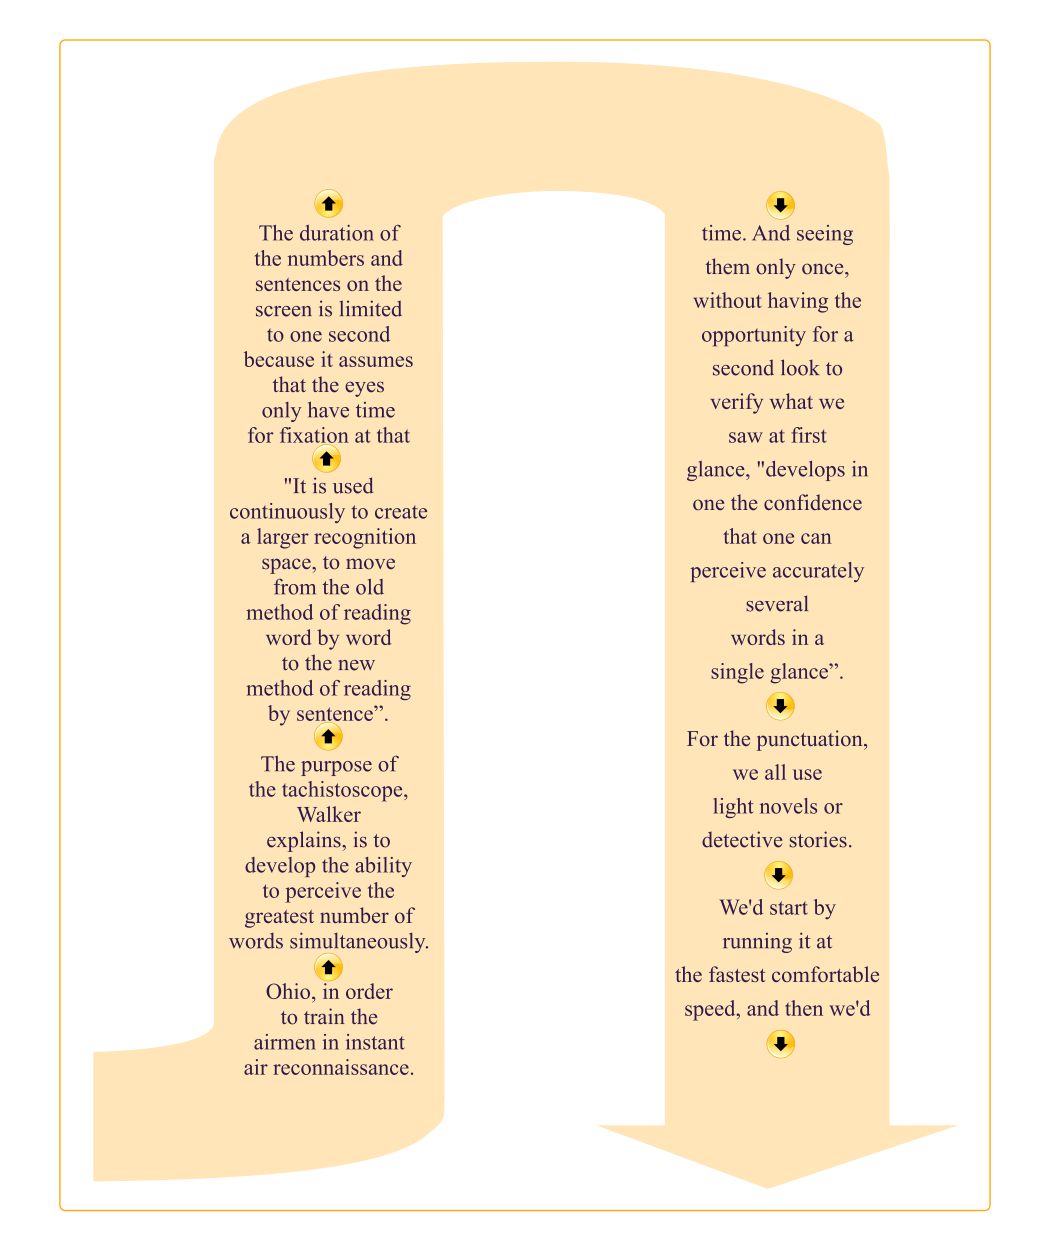 Ohio, in order
to train the
airmen in instant
air reconnaissance.
The purpose of
the tachistoscope,
Walker
explains, is to
develop the ability
to perceive the
greatest number of
words simultaneously.
"It is used
continuously to create
a larger recognition
space, to move
from the old
method of reading
word by word
to the new
method of reading
by sentence”.
The duration of
the numbers and
sentences on the
screen is limited
to one second
because it assumes
that the eyes
only have time
for fixation at that
time. And seeing
them only once,
without having the
opportunity for a
second look to
verify what we
saw at first
glance, "develops in
one the confidence
that one can
perceive accurately
several
words in a
single glance”.
For the punctuation,
we all use
light novels or
detective stories.
We'd start by
running it at
the fastest comfortable
speed, and then we'd